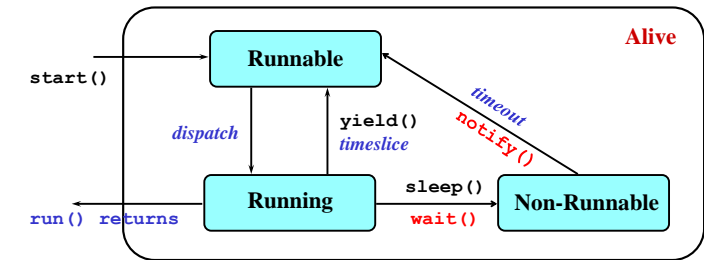 Alive
Runnable
start()
timeout
notify()
dispatch
yield()
timeslice
Running
sleep()
wait()
Non-Runnable
run() returns